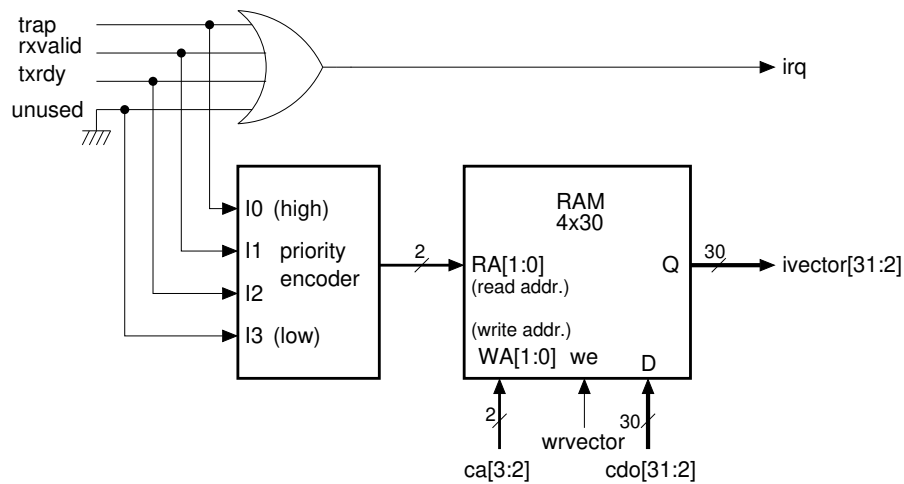 trap
rxvalid
txrdy
unused
irq
I0 (high)
I1 priority
encoder
I2
I3 (low)
2
RAM
4x30
RA[1:0]
(read addr.)
Q
30
ivector[31:2]
(write addr.)
WA[1:0] we
D
2
30
wrvector
ca[3:2]
cdo[31:2]